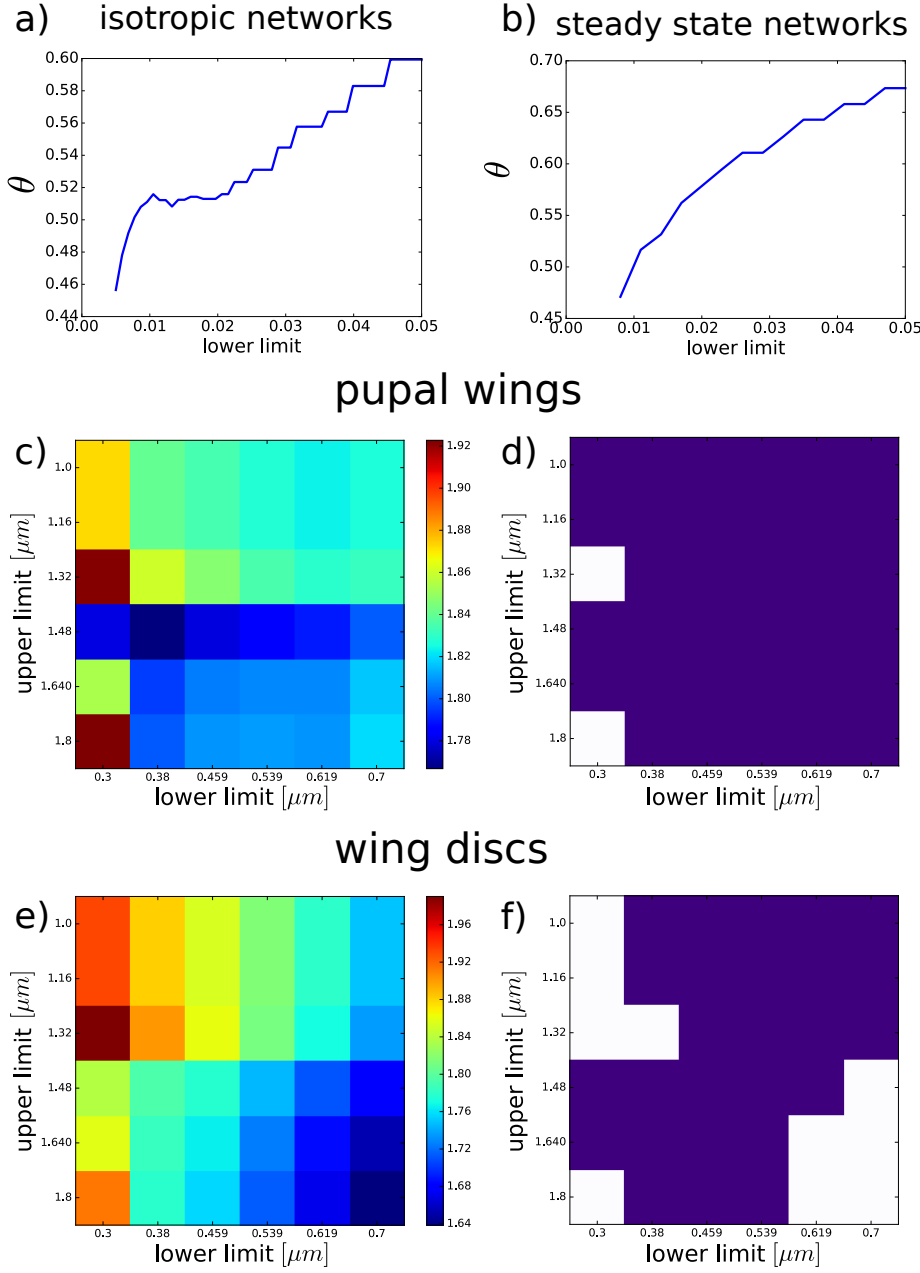 a) isotropic networks
b) steady state networks
0.60
0.58
0.56
0.54
0.52
0.50
0.48
0.46
0.44
θ
0.00 0.01 0.02 0.03 0.04 0.05
lower limit
0.70
0.65
0.60
0.55
0.50
0.45
θ
0.00 0.01 0.02 0.03 0.04 0.05
lower limit
pupal wings
c)
1.0
1.16
1.32
1.48
1.640
1.8
upper limit [μm]
0.3 0.38 0.459 0.539 0.619 0.7
lower limit [μm]
1.92
1.90
1.88
1.86
1.84
1.82
1.80
1.78
d)
1.0
1.16
1.32
1.48
1.640
1.8
upper limit [μm]
0.3 0.38 0.459 0.539 0.619 0.7
lower limit [μm]
wing discs
e)
1.0
1.16
1.32
1.48
1.640
1.8
upper limit [μm]
0.3 0.38 0.459 0.539 0.619 0.7
lower limit [μm]
1.96
1.92
1.88
1.84
1.80
1.76
1.72
1.68
1.64
f)
1.0
1.16
1.32
1.48
1.640
1.8
upper limit [μm]
0.3 0.38 0.459 0.539 0.619 0.7
lower limit [μm]